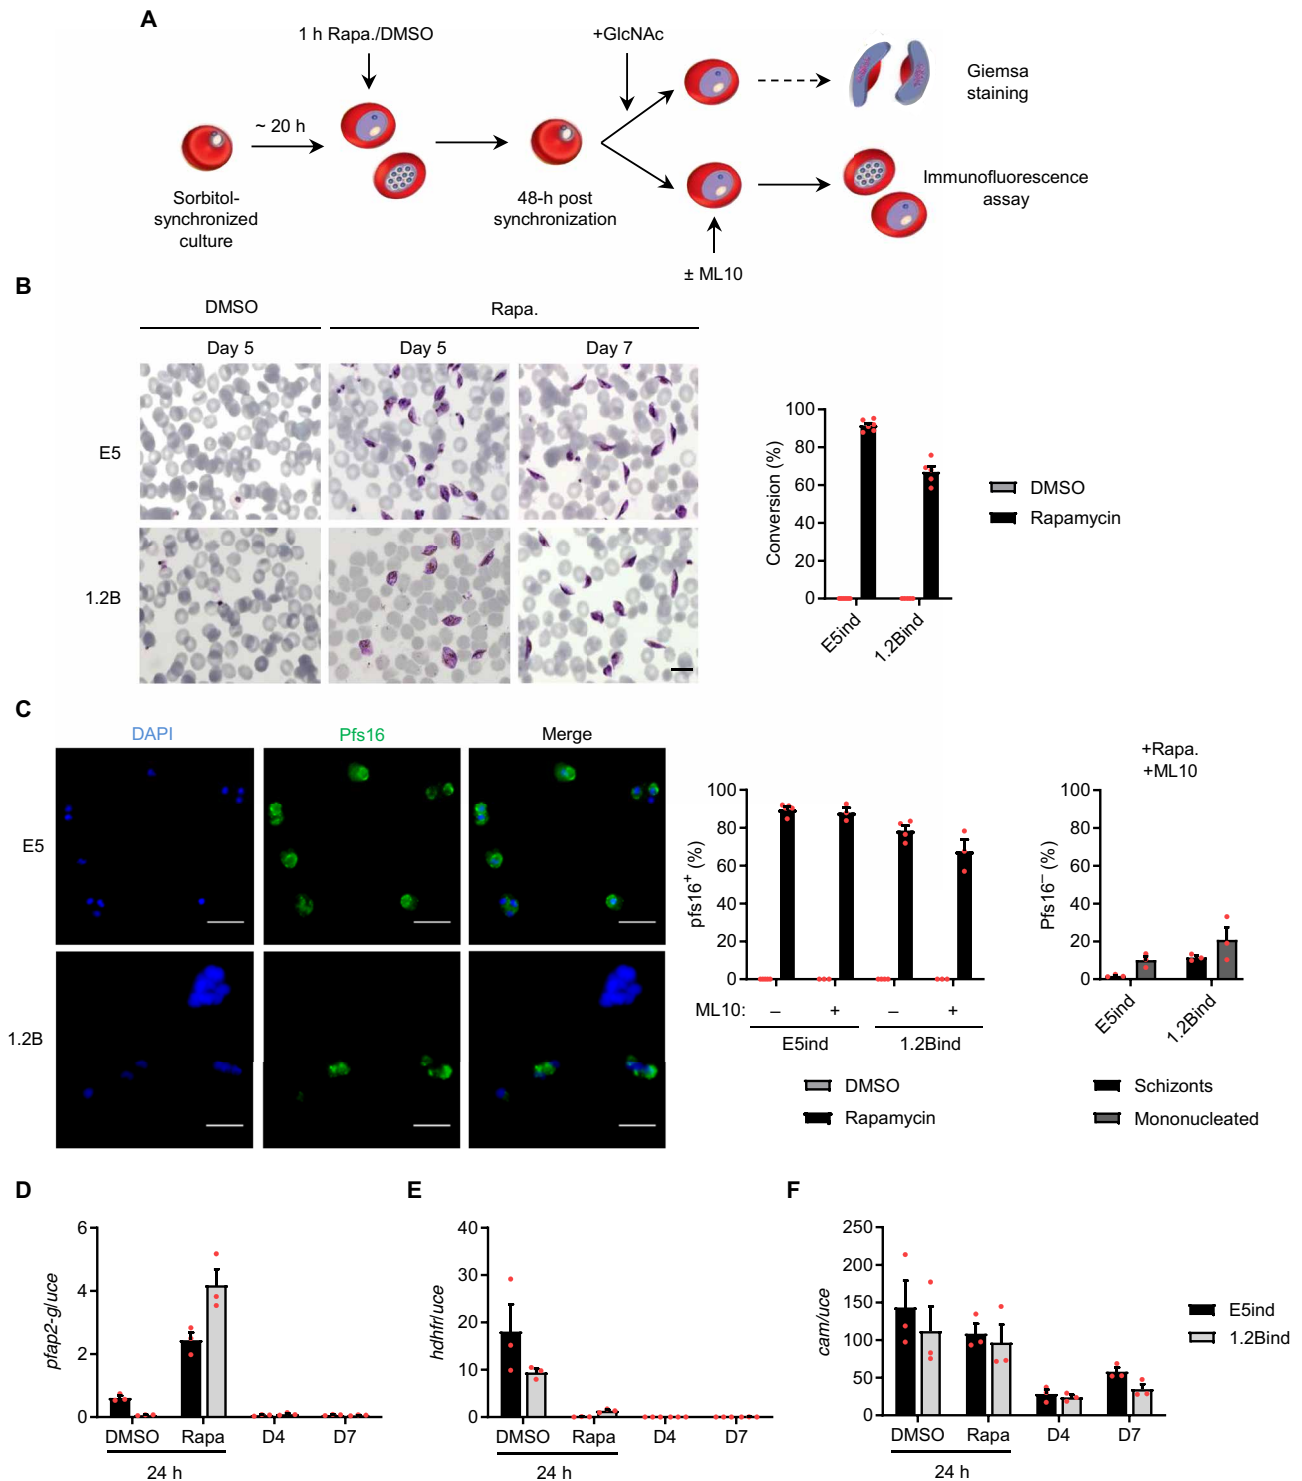 A
1 h Rapa./DMSO
+GlcNAc
~ 20 h
Giemsa
staining
Sorbitol-
synchronized
culture
48-h post
synchronization
Immunofluorescence
assay
± ML10
B
DMSO
Rapa.
Day 5
Day 5
Day 7
E5
1.2B
100
80
60
40
20
0
Conversion (%)
E5ind
1.2Bind
DMSO
Rapamycin
C
DAPI
Pfs16
Merge
E5
1.2B
100
80
60
40
20
0
pfs16⁺ (%)
ML10:
–
+
–
+
E5ind
1.2Bind
DMSO
Rapamycin
+Rapa.
+ML10
100
80
60
40
20
0
Pfs16⁻ (%)
E5ind
1.2Bind
Schizonts
Mononucleated
D
6
4
2
0
pfap2-g/uce
DMSO
Rapa
D4
D7
24 h
E
40
30
20
10
0
hdhfr/uce
DMSO
Rapa
D4
D7
24 h
F
250
200
150
100
50
0
cam/uce
DMSO
Rapa
D4
D7
24 h
E5ind
1.2Bind